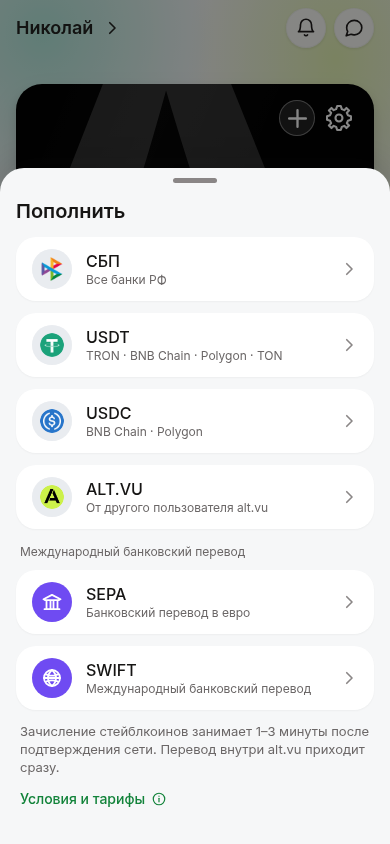 Николай
Пополнить
СБП
Все банки РФ
USDT
TRON · BNB Chain · Polygon · TON
USDC
BNB Chain · Polygon
ALT.VU
От другого пользователя alt.vu
Международный банковский перевод
SEPA
Банковский перевод в евро
SWIFT
Международный банковский перевод
Зачисление стейблкоинов занимает 1–3 минуты после
подтверждения сети. Перевод внутри alt.vu приходит
сразу.
Условия и тарифы